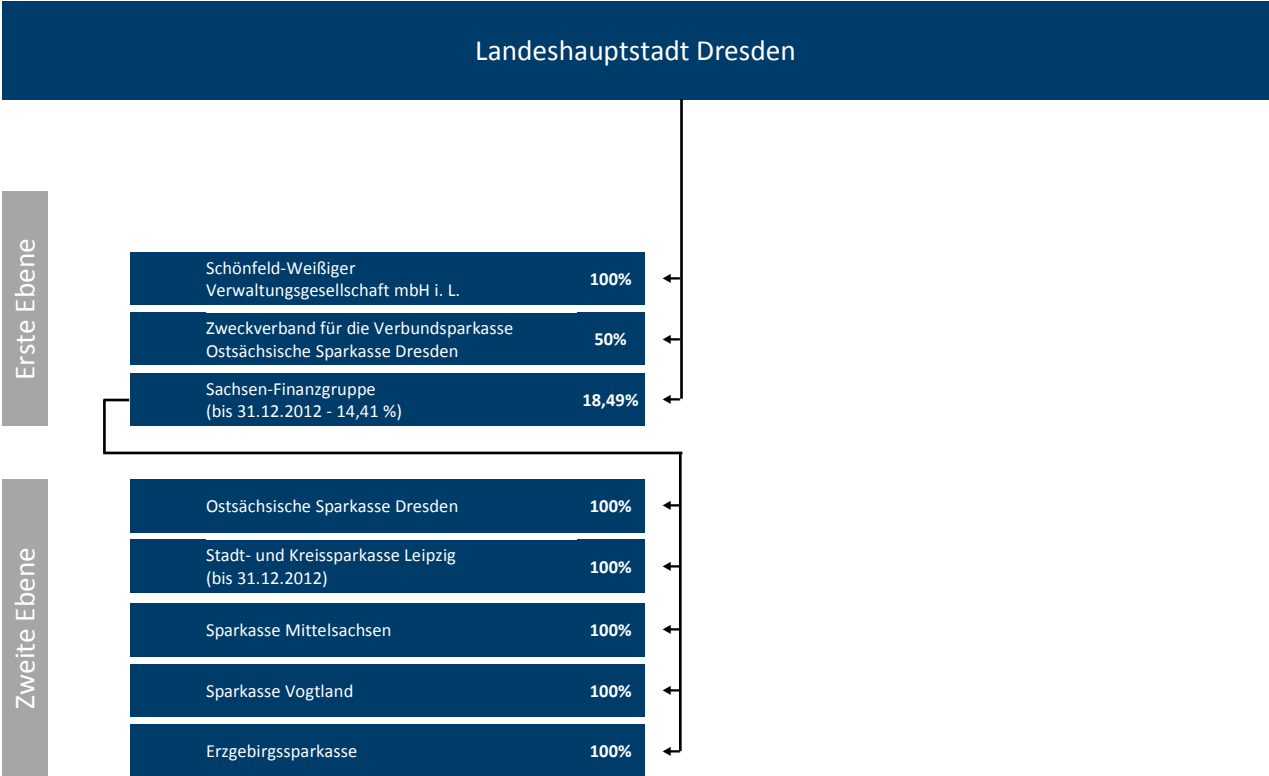 Landeshauptstadt Dresden
Erste Ebene
Schönfeld-Weißiger
Verwaltungsgesellschaft mbH i. L.
100%
Zweckverband für die Verbundsparkasse
Ostsächsische Sparkasse Dresden
50%
Sachsen-Finanzgruppe
(bis 31.12.2012 - 14,41 %)
18,49%
Zweite Ebene
Ostsächsische Sparkasse Dresden
100%
Stadt- und Kreissparkasse Leipzig
(bis 31.12.2012)
100%
Sparkasse Mittelsachsen
100%
Sparkasse Vogtland
100%
Erzgebirgssparkasse
100%